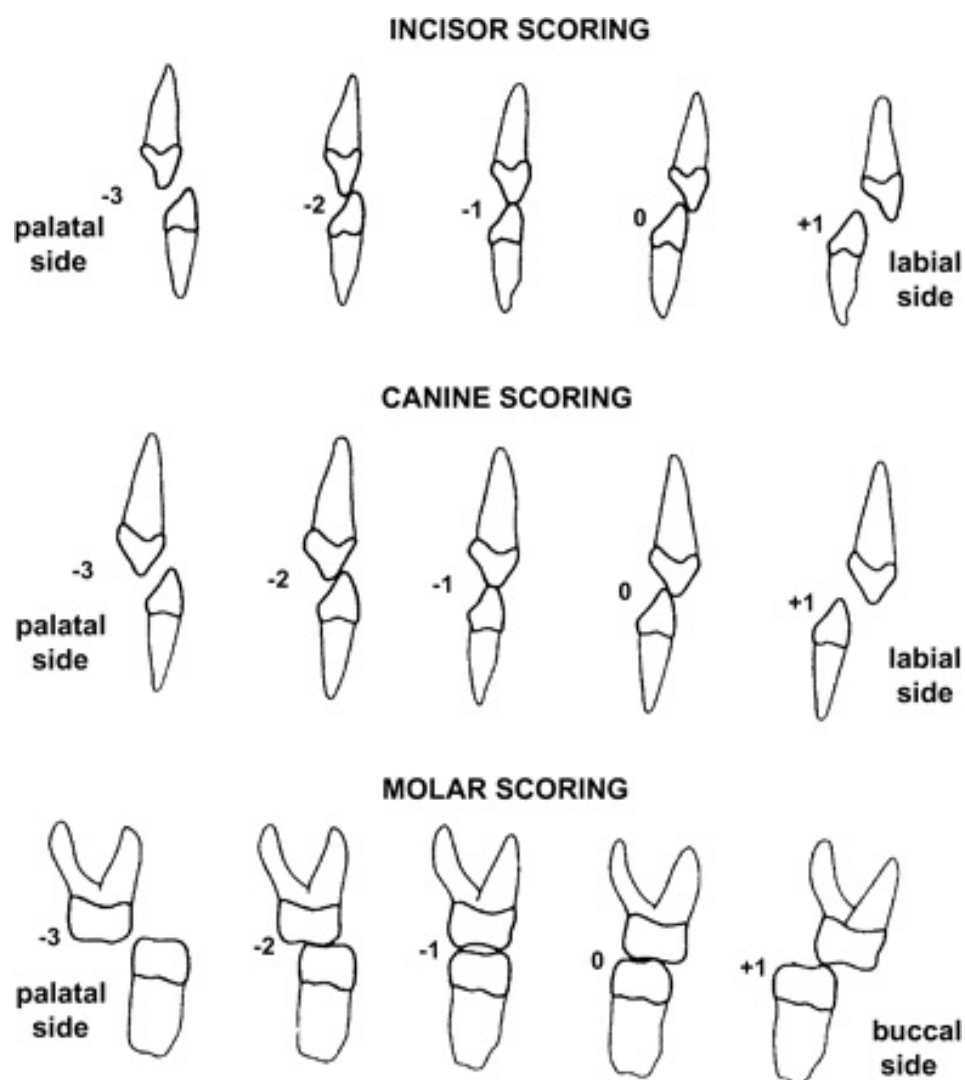 INCISOR SCORING
-3
-2
-1
0
+1
palatal
side
labial
side
CANINE SCORING
-3
-2
-1
0
+1
palatal
side
labial
side
MOLAR SCORING
-3
-2
-1
0
+1
palatal
side
buccal
side